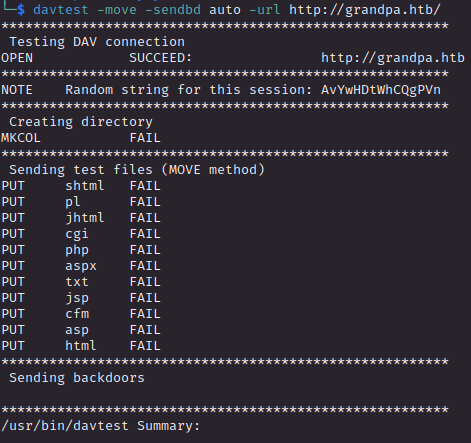 └─$ davtest -move -sendbd auto -url http://grandpa.htb/
********************************************************
Testing DAV connection
OPEN SUCCEED: http://grandpa.htb
********************************************************
NOTE Random string for this session: AvYwHDtWhCQgPVn
********************************************************
Creating directory
MKCOL FAIL
********************************************************
Sending test files (MOVE method)
PUT shtml FAIL
PUT pl FAIL
PUT jhtml FAIL
PUT cgi FAIL
PUT php FAIL
PUT aspx FAIL
PUT txt FAIL
PUT jsp FAIL
PUT cfm FAIL
PUT asp FAIL
PUT html FAIL
********************************************************
Sending backdoors
********************************************************
/usr/bin/davtest Summary: